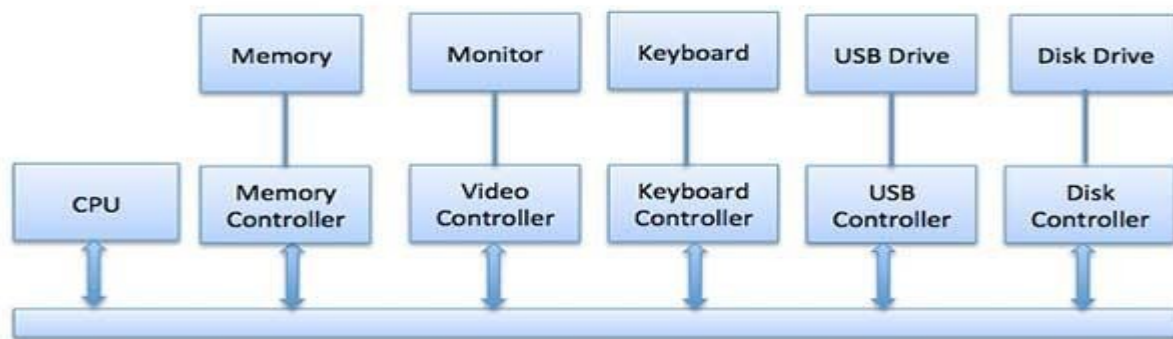 Memory
Monitor
Keyboard
USB Drive
Disk Drive
CPU
Memory
Controller
Video
Controller
Keyboard
Controller
USB
Controller
Disk
Controller